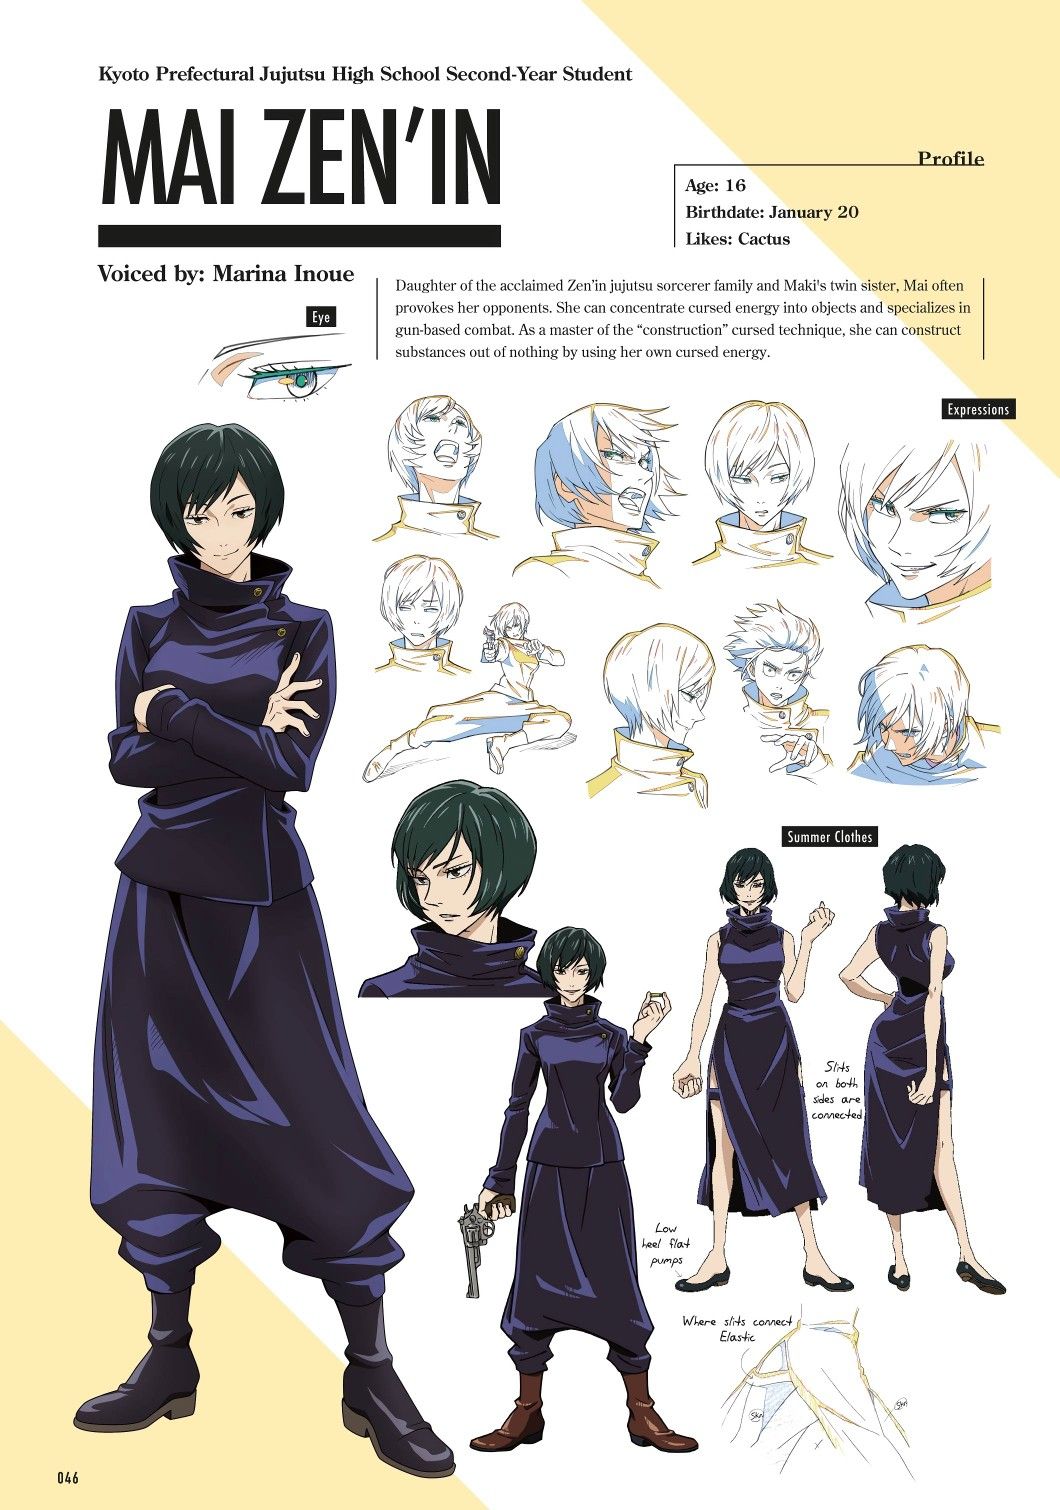 Kyoto Prefectural Jujutsu High School Second-Year Student
MAI ZEN'IN
Profile
Age: 16
Birthdate: January 20
Likes: Cactus
Voiced by: Marina Inoue
Daughter of the acclaimed Zen'in jujutsu sorcerer family and Maki's twin sister, Mai often
provokes her opponents. She can concentrate cursed energy into objects and specializes in
gun-based combat. As a master of the “construction” cursed technique, she can construct
substances out of nothing by using her own cursed energy.
Eye
Expressions
Summer Clothes
Slits
on both
sides are
connected
Low
heel flat
pumps
Where slits connect
Elastic
Skin
Skin
046